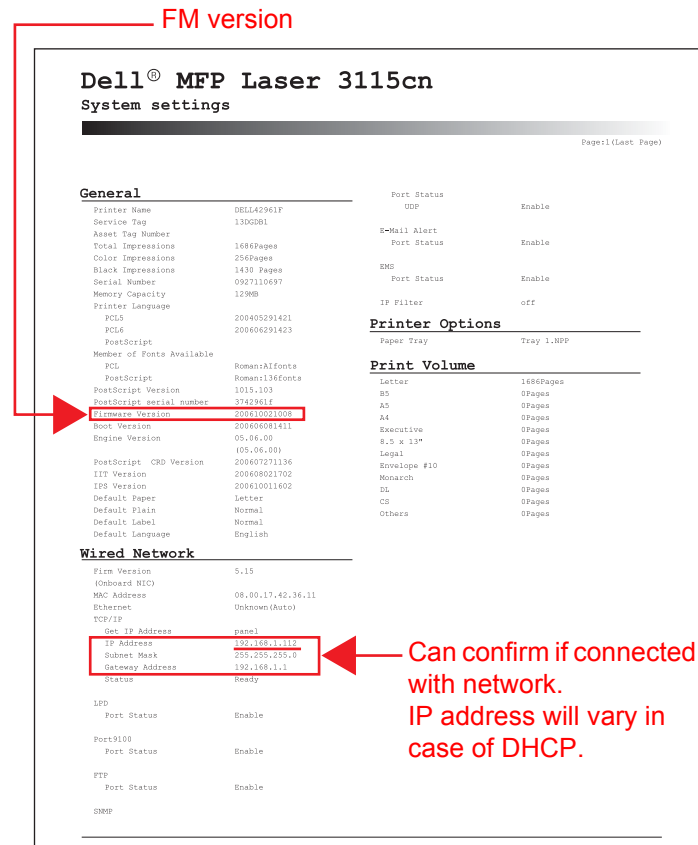 FM version
Dell® MFP Laser 3115cn
System settings
Page:1(Last Page)
General
Printer Name DELL42961F
Service Tag 13DGDB1
Asset Tag Number
Total Impressions 1686Pages
Color Impressions 256Pages
Black Impressions 1430 Pages
Serial Number 0927110697
Memory Capacity 129MB
Printer Language
PCL5 200405291421
PCL6 200606291423
PostScript
Member of Fonts Available
PCL Roman:AIfonts
PostScript Roman:136fonts
PostScript Version 1015.103
PostScript serial number 3742961f
Firmware Version 200610021008
Boot Version 200606081411
Engine Version 05.06.00
(05.06.00)
PostScript CRD Version 200607271136
IIT Version 200608021702
IPS Version 200610011602
Default Paper Letter
Default Plain Normal
Default Label Normal
Default Language English
Wired Network
Firm Version 5.15
(Onboard NIC)
MAC Address 08.00.17.42.36.11
Ethernet Unknown(Auto)
TCP/IP
Get IP Address panel
IP Address 192.168.1.112
Subnet Mask 255.255.255.0
Gateway Address 192.168.1.1
Status Ready
LPD
Port Status Enable
Port9100
Port Status Enable
FTP
Port Status Enable
SNMP
Port Status
UDP Enable
E-Mail Alert
Port Status Enable
EMS
Port Status Enable
IP Filter off
Printer Options
Paper Tray Tray 1.NPP
Print Volume
Letter 1686Pages
B5 0Pages
A5 0Pages
A4 0Pages
Executive 0Pages
8.5 x 13" 0Pages
Legal 0Pages
Envelope #10 0Pages
Monarch 0Pages
DL 0Pages
CS 0Pages
Others 0Pages
Can confirm if connected
with network.
IP address will vary in
case of DHCP.